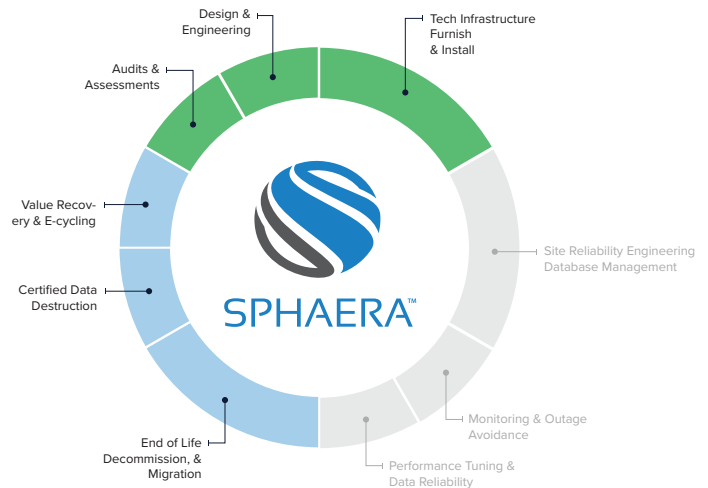 Design &
Engineering
Tech Infrastructure
Furnish
& Install
Audits &
Assessments
Value Recov-
ery & E-cycling
Site Reliability Engineering
Database Management
Certified Data
Destruction
SPHAERA™
Monitoring & Outage
Avoidance
End of Life
Decommission, &
Migration
Performance Tuning &
Data Reliability